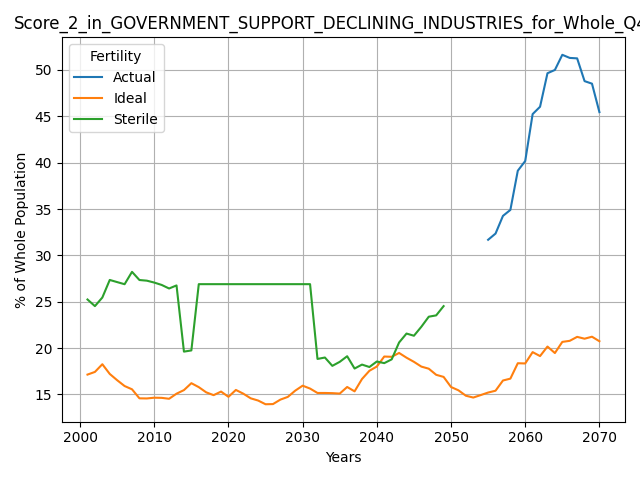 Score_2_in_GOVERNMENT_SUPPORT_DECLINING_INDUSTRIES_for_Whole_Q4
Fertility
Actual
Ideal
Sterile
50
45
40
35
30
25
20
15
% of Whole Population
2000 2010 2020 2030 2040 2050 2060 2070
Years